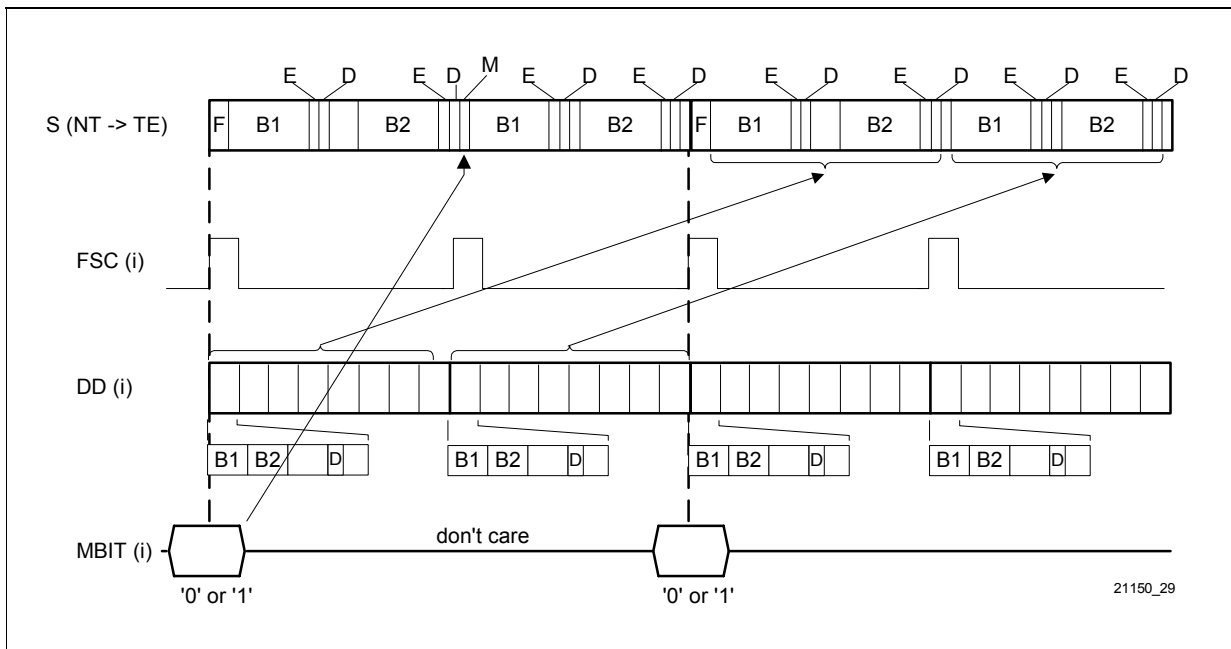 E D E D M E D E D E D E D E D E D
S (NT -> TE) F B1 B2 B1 B2 F B1 B2 B1 B2
FSC (i)
DD (i)
B1 B2 D B1 B2 D B1 B2 D B1 B2 D
MBIT (i) don't care
'0' or '1' '0' or '1'
21150_29